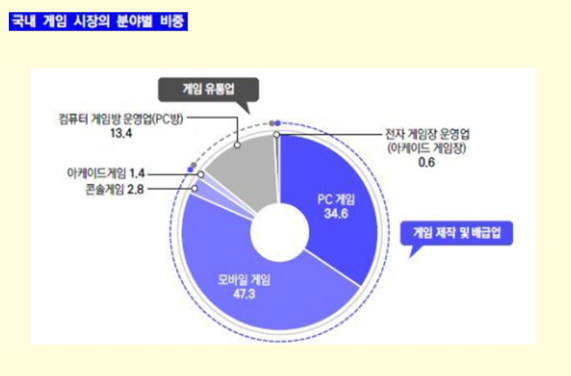 국내 게임 시장의 분야별 비중
게임 유통업
컴퓨터 게임방 운영업(PC방)
13.4
전자 게임장 운영업
(아케이드 게임장)
0.6
아케이드게임 1.4
콘솔게임 2.8
PC 게임
34.6
게임 제작 및 배급업
모바일 게임
47.3